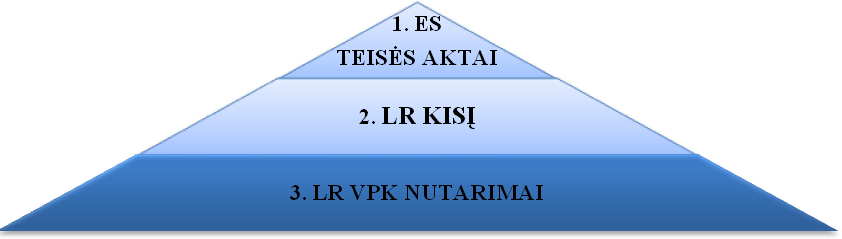 1. ES
TEISĖS AKTAI
2. LR KISĮ
3. LR VPK NUTARIMAI